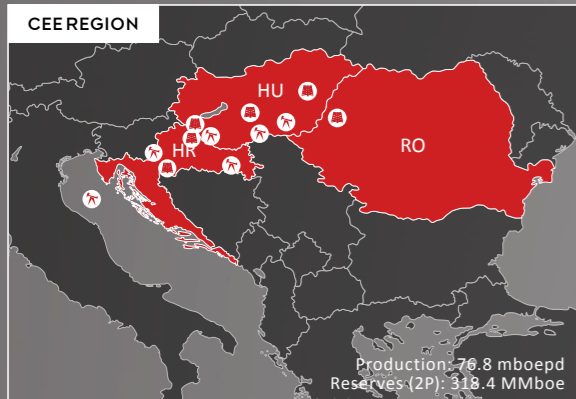 CEE REGION
HU
HR
RO
Production: 76.8 mboepd
Reserves (2P): 318.4 MMboe